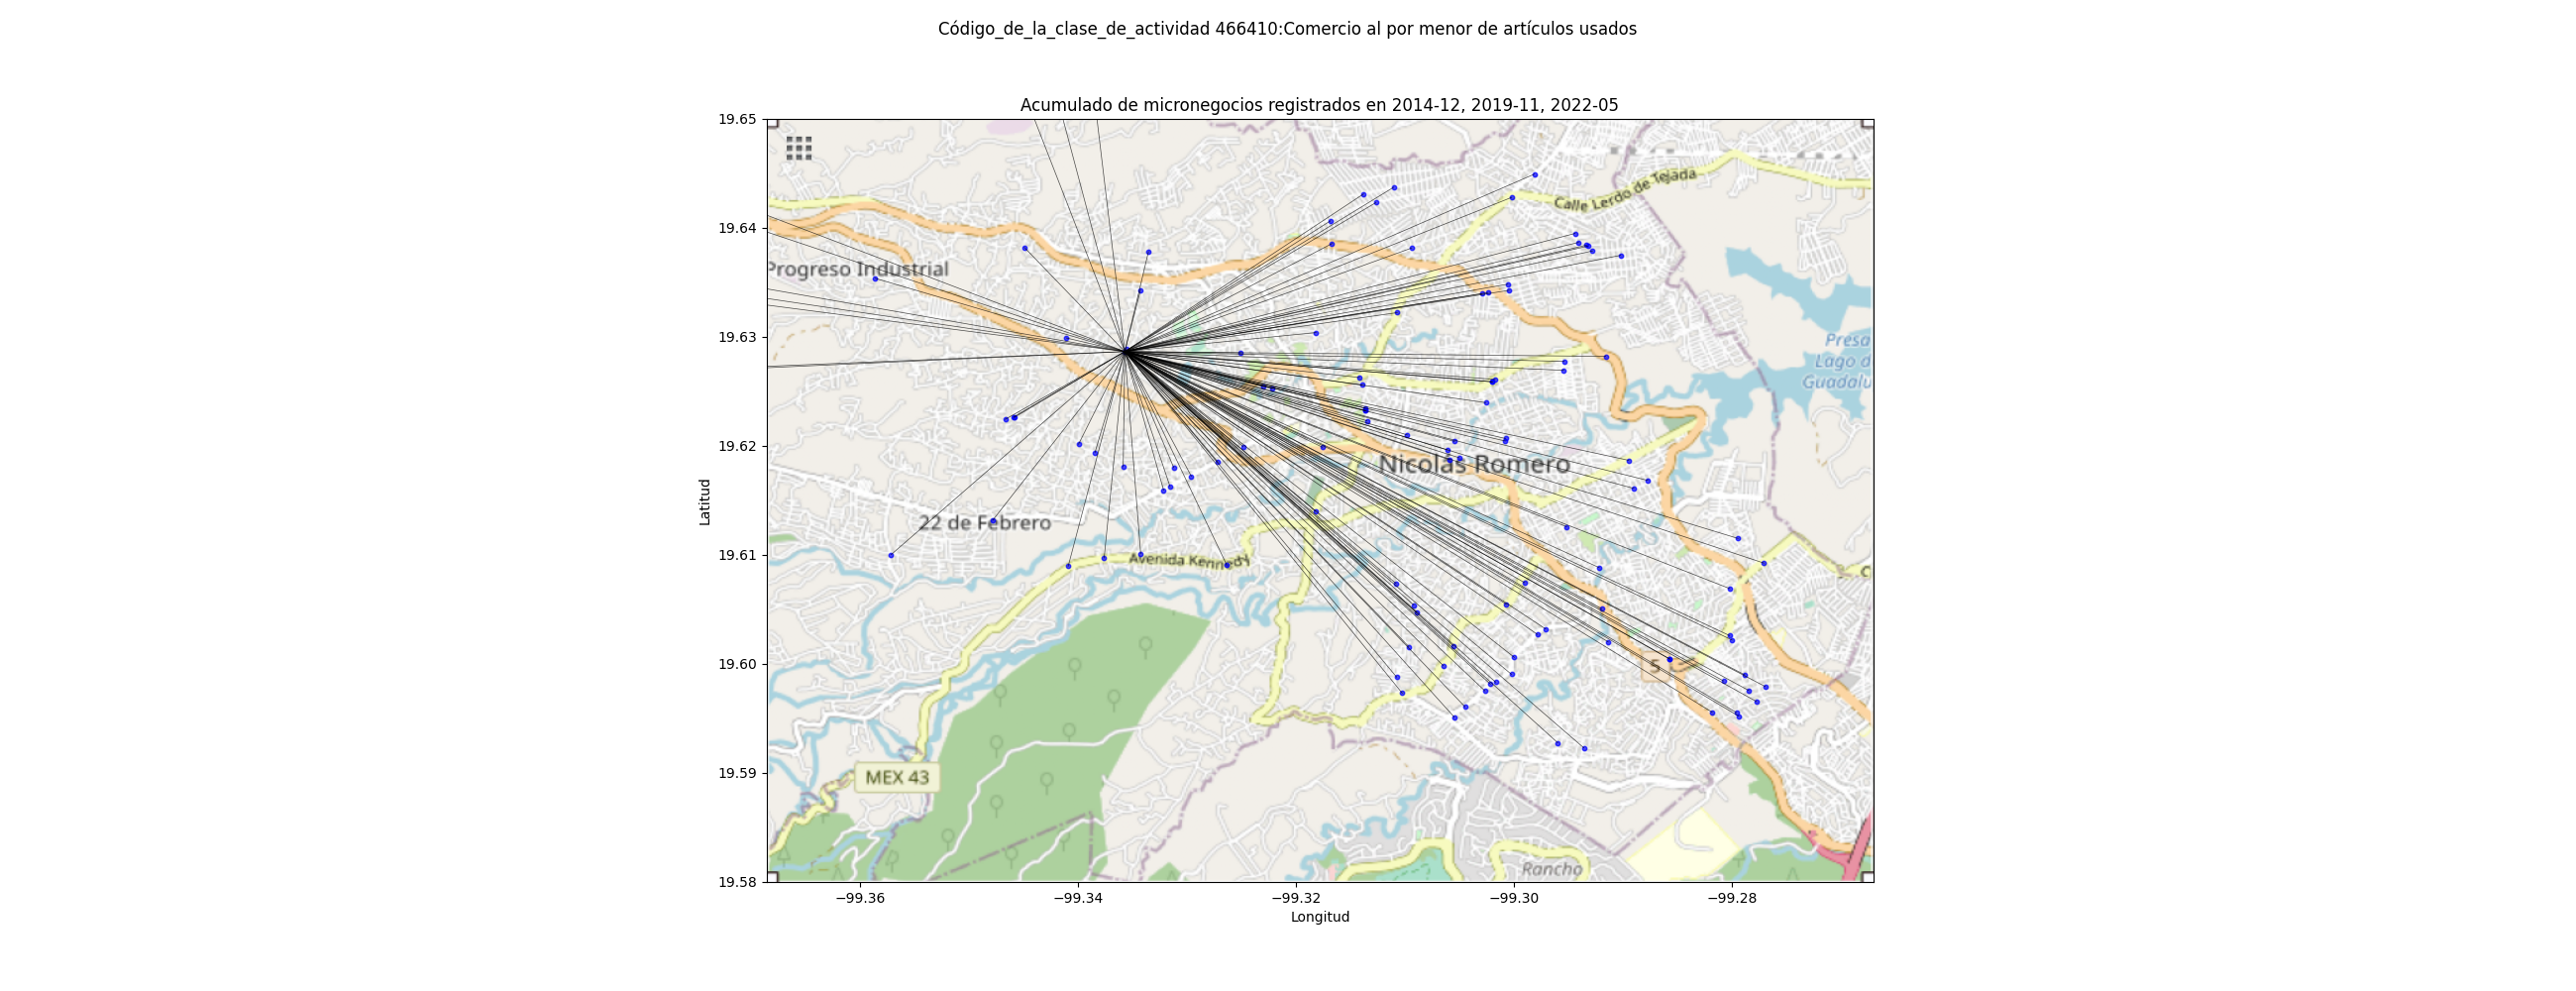 Código_de_la_clase_de_actividad 466410:Comercio al por menor de artículos usados
Acumulado de micronegocios registrados en 2014-12, 2019-11, 2022-05
19.65
19.64
19.63
19.62
19.61
19.60
19.59
19.58
Latitud
Calle Lerdo de Tejada
Progreso Industrial
Presa
Lago d
Guadalu
Nicolás Romero
22 de Febrero
Avenida Kennedy
C
5
MEX 43
Rancho
−99.36
−99.34
−99.32
−99.30
−99.28
Longitud